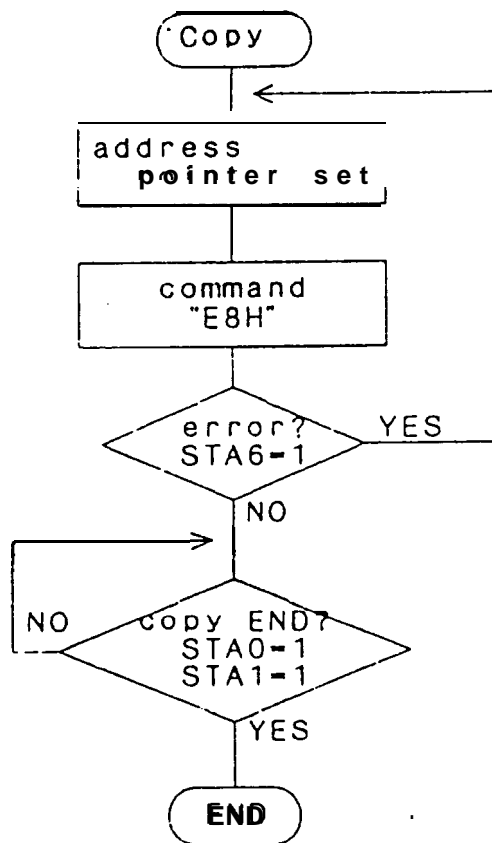 Copy
address
pointer set
command
"E8H"
error?
STA6=1
YES
NO
NO
copy END?
STA0=1
STA1=1
YES
END